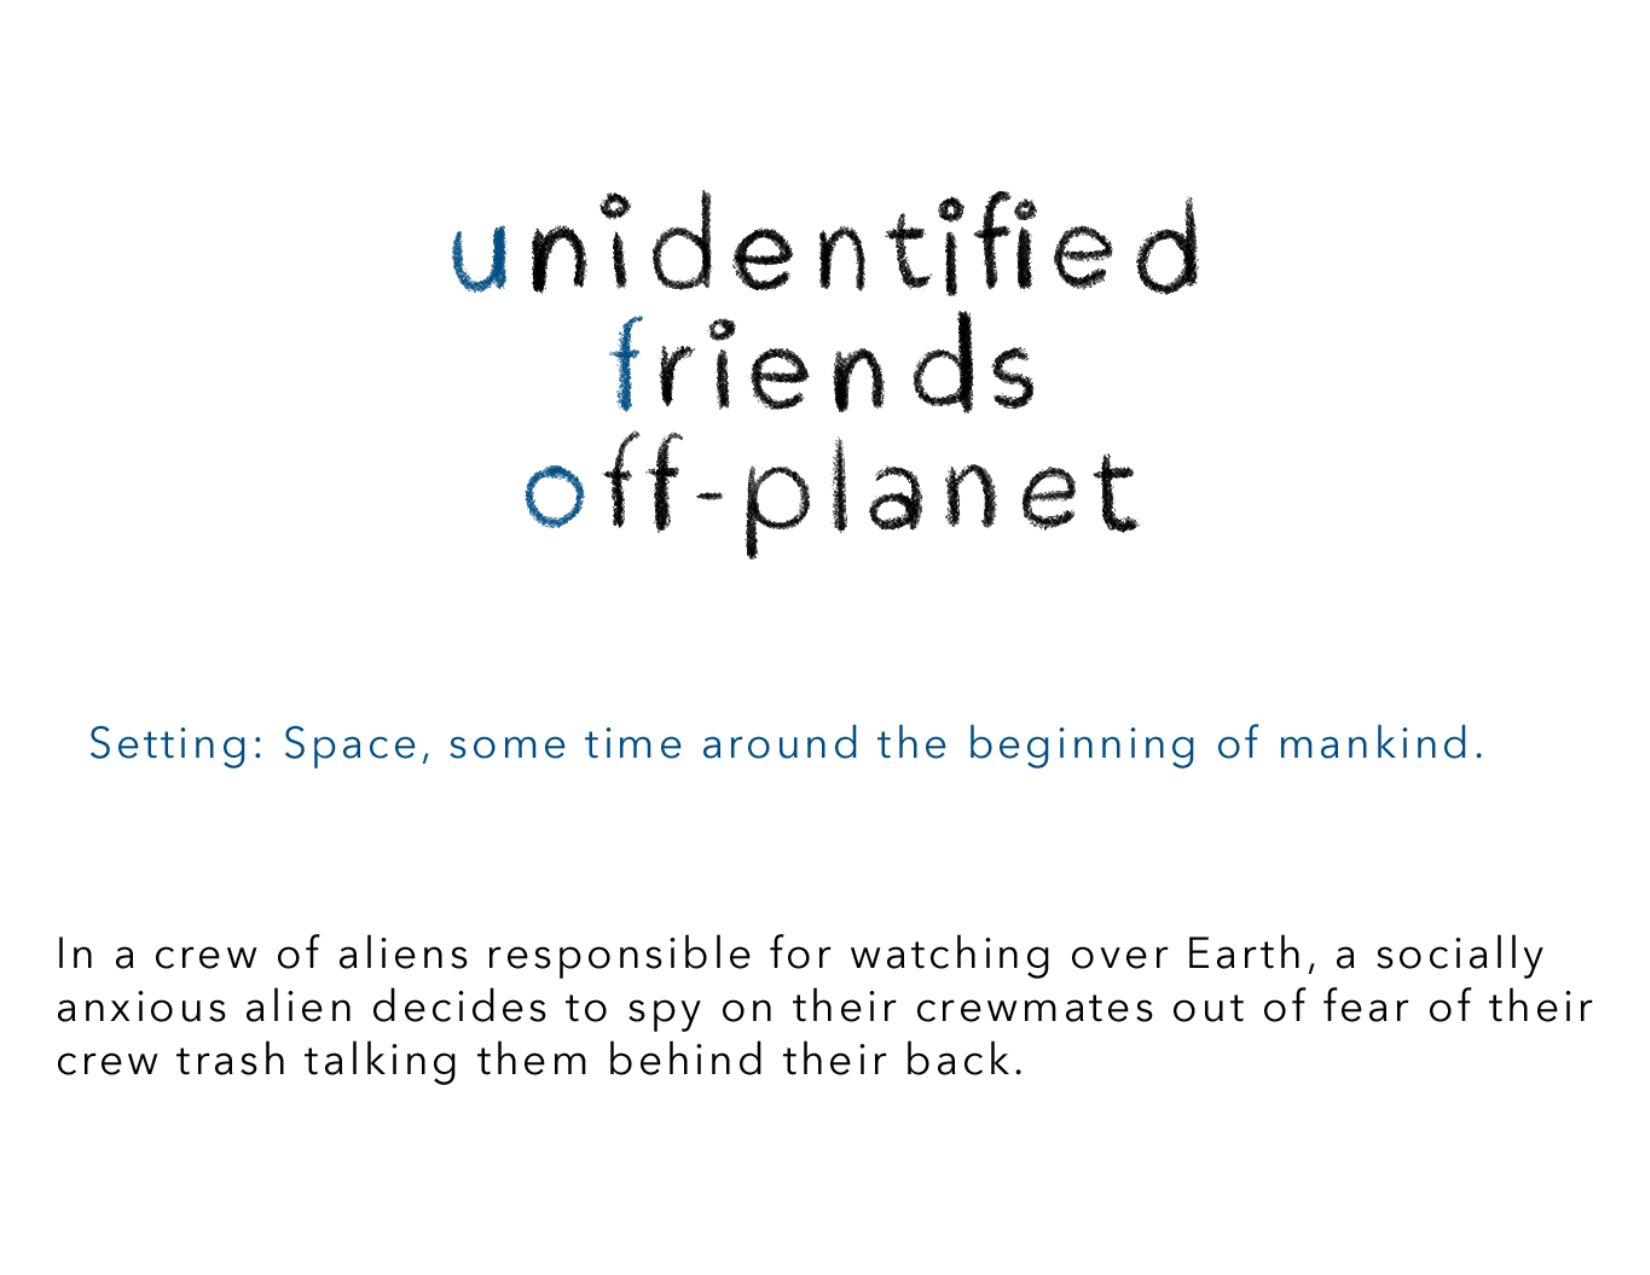 unidentified
friends
off-planet
Setting: Space, some time around the beginning of mankind.
In a crew of aliens responsible for watching over Earth, a socially
anxious alien decides to spy on their crewmates out of fear of their
crew trash talking them behind their back.